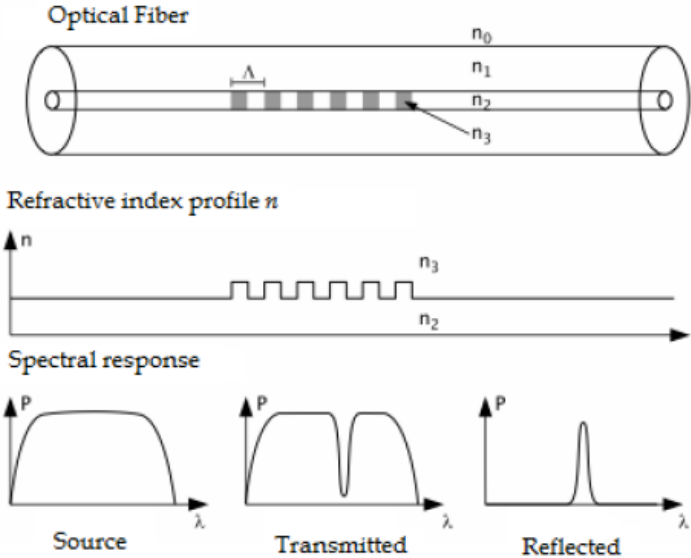 Optical Fiber
n₀
Λ
n₁
n₂
n₃
Refractive index profile n
n
n₃
n₂
Spectral response
P
P
P
λ
λ
λ
Source
Transmitted
Reflected